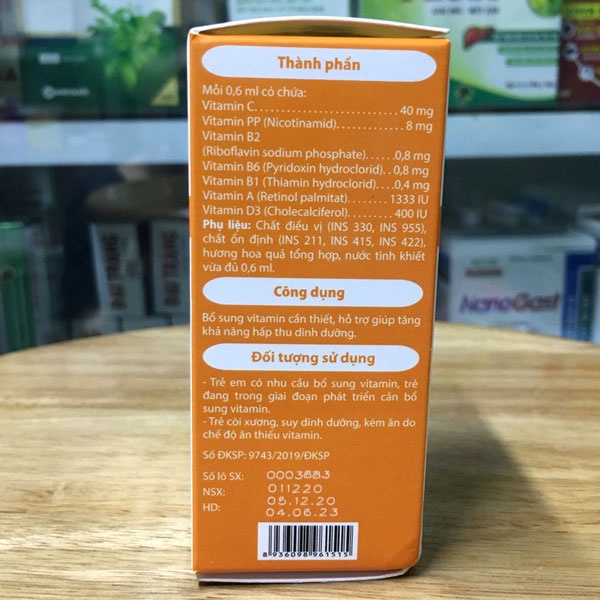 Thành phần
Mỗi 0,6 ml có chứa:
Vitamin C. . . . . . . . . . . . . . . . . . . . . . . . . . 40 mg
Vitamin PP (Nicotinamid). . . . . . . . . . . . 8 mg
Vitamin B2
(Riboflavin sodium phosphate). . . . . .0,8 mg
Vitamin B6 (Pyridoxin hydroclorid). . .0,8 mg
Vitamin B1 (Thiamin hydroclorid). . . .0,4 mg
Vitamin A (Retinol palmitat). . . . . . . 1333 IU
Vitamin D3 (Cholecalciferol). . . . . . . . 400 IU
Phụ liệu: Chất điều vị (INS 330, INS 955),
chất ổn định (INS 211, INS 415, INS 422),
hương hoa quả tổng hợp, nước tinh khiết
vừa đủ 0,6 ml.
Công dụng
Bổ sung vitamin cần thiết, hỗ trợ giúp tăng
khả năng hấp thu dinh dưỡng.
Đối tượng sử dụng
- Trẻ em có nhu cầu bổ sung vitamin, trẻ
đang trong giai đoạn phát triển cần bổ
sung vitamin.
- Trẻ còi xương, suy dinh dưỡng, kém ăn do
chế độ ăn thiếu vitamin.
Số ĐKSP: 9743/2019/ĐKSP
Số lô SX: 0003683
NSX: 011220
HD: 05.12.20
04.06.23
8 936098 961515
NanoGast